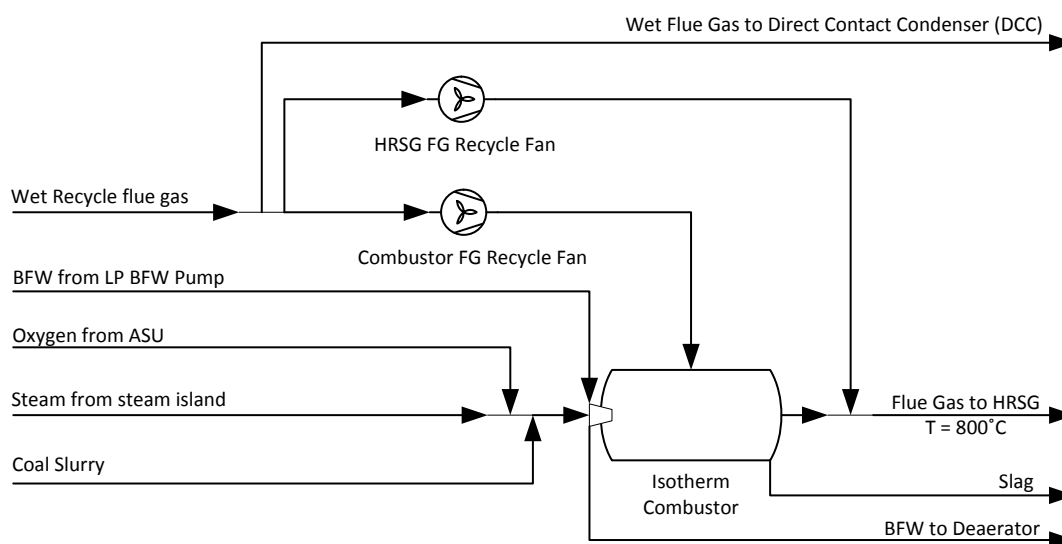 Wet Flue Gas to Direct Contact Condenser (DCC)
HRSG FG Recycle Fan
Wet Recycle flue gas
Combustor FG Recycle Fan
BFW from LP BFW Pump
Oxygen from ASU
Steam from steam island
Flue Gas to HRSG
T = 800˚C
Coal Slurry
Isotherm
Combustor
Slag
BFW to Deaerator